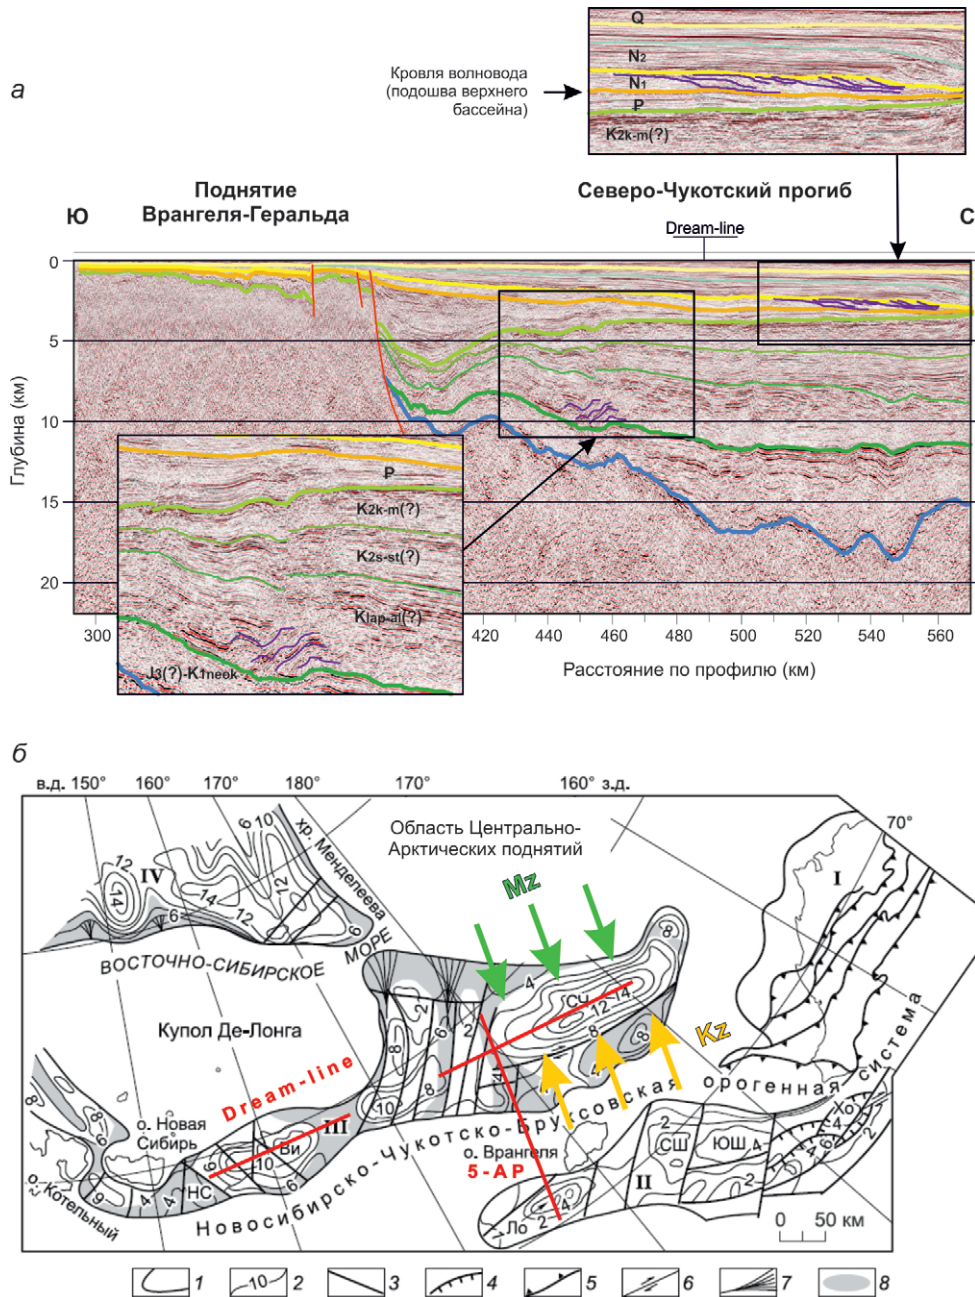 а
Q
N2
N1
P
K2k-m(?)
Кровля волновода
(подошва верхнего
бассейна)
Поднятие
Врангеля-Геральда
Северо-Чукотский прогиб
Ю
С
Dream-line
Глубина (км)
0
5
10
15
20
P
K2k-m(?)
K2s-st(?)
K1ap-al(?)
J3(?)-K1neok
300
420
440
460
480
500
520
540
560
Расстояние по профилю (км)
б
в.д. 150° 160° 170° 180° 170° 160° з.д.
70°
Область Центрально-
Арктических поднятий
хр. Менделеева
МОРЕ
ВОСТОЧНО-СИБИРСКОЕ
IV
I
Mz
Kz
СЧ
Купол Де-Лонга
Dream-line
о. Новая
Сибирь
о. Котельный
НС
Ви
III
Новосибирско-Чукотско-Бруксовская орогенная система
о. Врангеля
5-АР
Ло
II
СШ
ЮШ
Хо
0 50 км
1 2 3 4 5 6 7 8
10